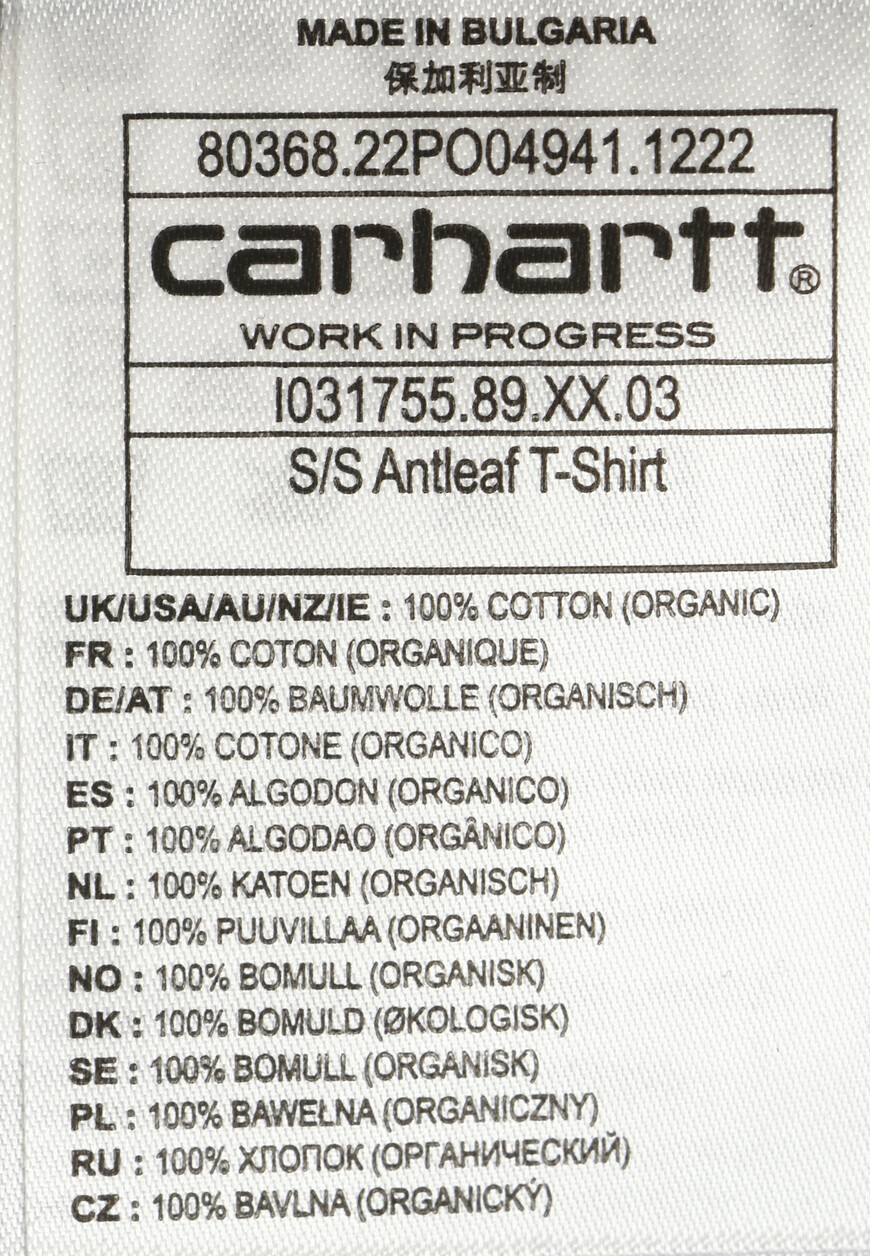 MADE IN BULGARIA
保加利亚制
80368.22PO04941.1222
carhartt®
WORK IN PROGRESS
I031755.89.XX.03
S/S Antleaf T-Shirt
UK/USA/AU/NZ/IE : 100% COTTON (ORGANIC)
FR : 100% COTON (ORGANIQUE)
DE/AT : 100% BAUMWOLLE (ORGANISCH)
IT : 100% COTONE (ORGANICO)
ES : 100% ALGODON (ORGANICO)
PT : 100% ALGODAO (ORGÂNICO)
NL : 100% KATOEN (ORGANISCH)
FI : 100% PUUVILLAA (ORGAANINEN)
NO : 100% BOMULL (ORGANISK)
DK : 100% BOMULD (ØKOLOGISK)
SE : 100% BOMULL (ORGANISK)
PL : 100% BAWEŁNA (ORGANICZNY)
RU : 100% ХЛОПОК (ОРГАНИЧЕСКИЙ)
CZ : 100% BAVLNA (ORGANICKÝ)